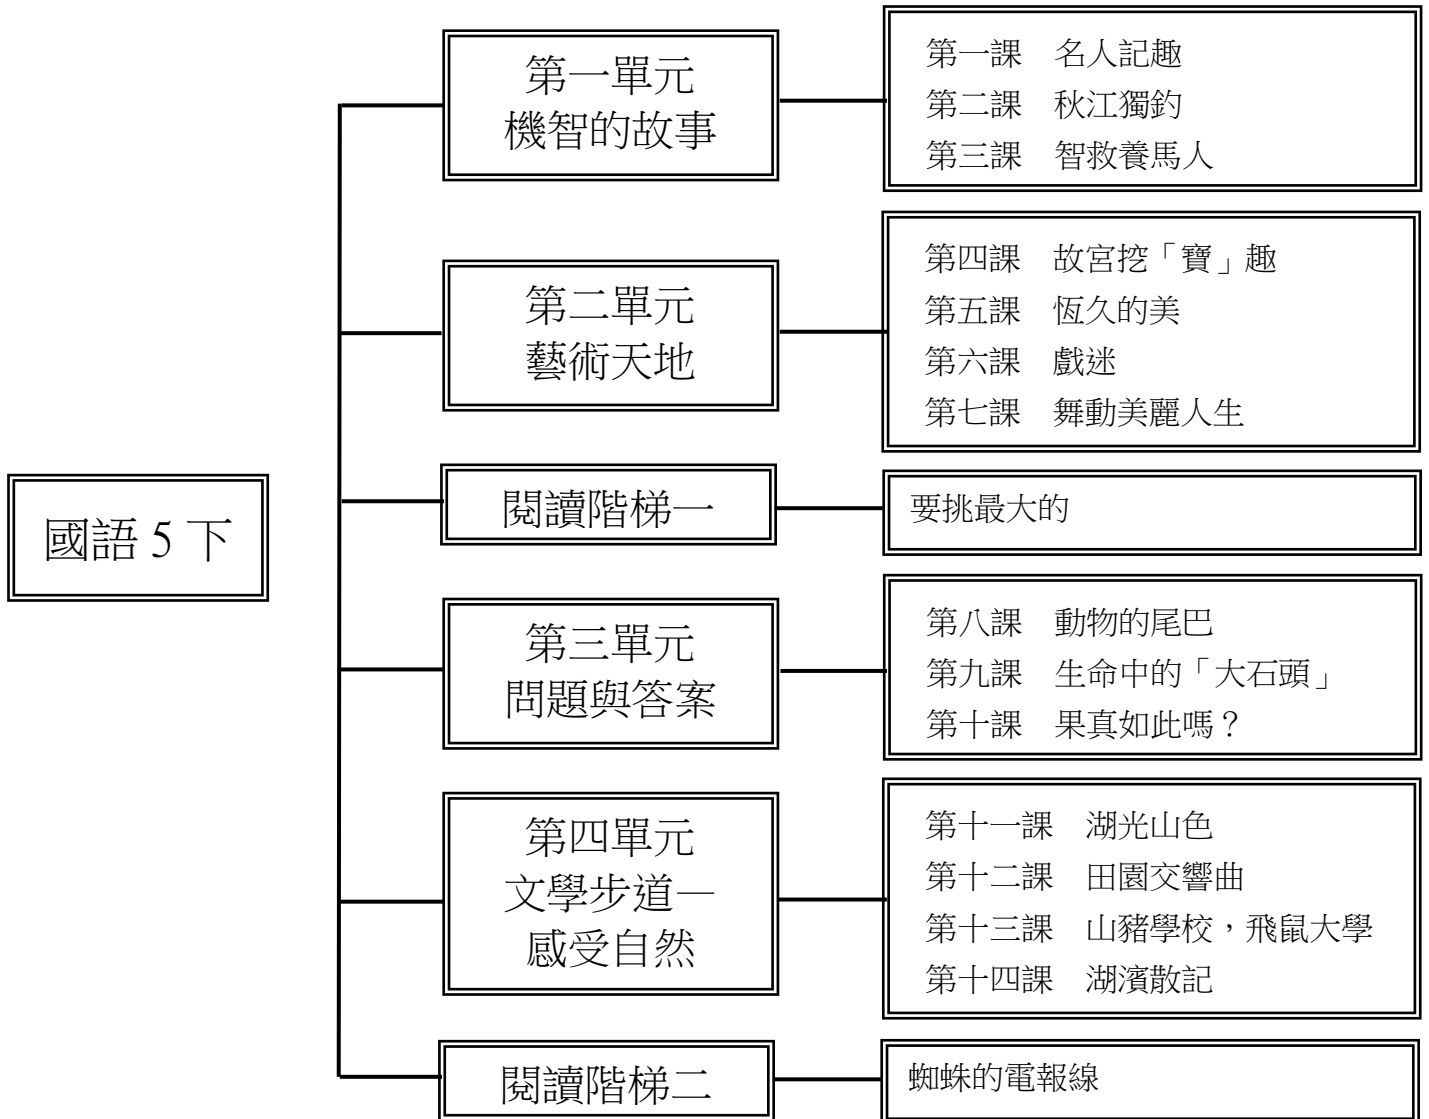 國語 5 下
第一單元
機智的故事
第一課　名人記趣
第二課　秋江獨釣
第三課　智救養馬人
第二單元
藝術天地
第四課　故宮挖「寶」趣
第五課　恆久的美
第六課　戲迷
第七課　舞動美麗人生
閱讀階梯一
要挑最大的
第三單元
問題與答案
第八課　動物的尾巴
第九課　生命中的「大石頭」
第十課　果真如此嗎？
第四單元
文學步道—
感受自然
第十一課　湖光山色
第十二課　田園交響曲
第十三課　山豬學校，飛鼠大學
第十四課　湖濱散記
閱讀階梯二
蜘蛛的電報線